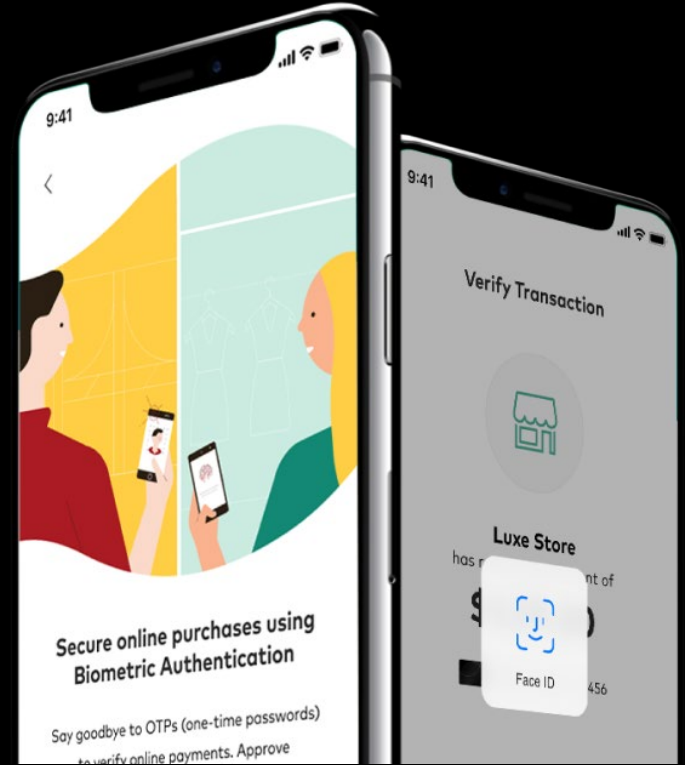 9:41
Secure online purchases using
Biometric Authentication
Say goodbye to OTPs (one-time passwords)
to verify online payments. Approve
9:41
Verify Transaction
Luxe Store
has
nt of
$
Face ID
456